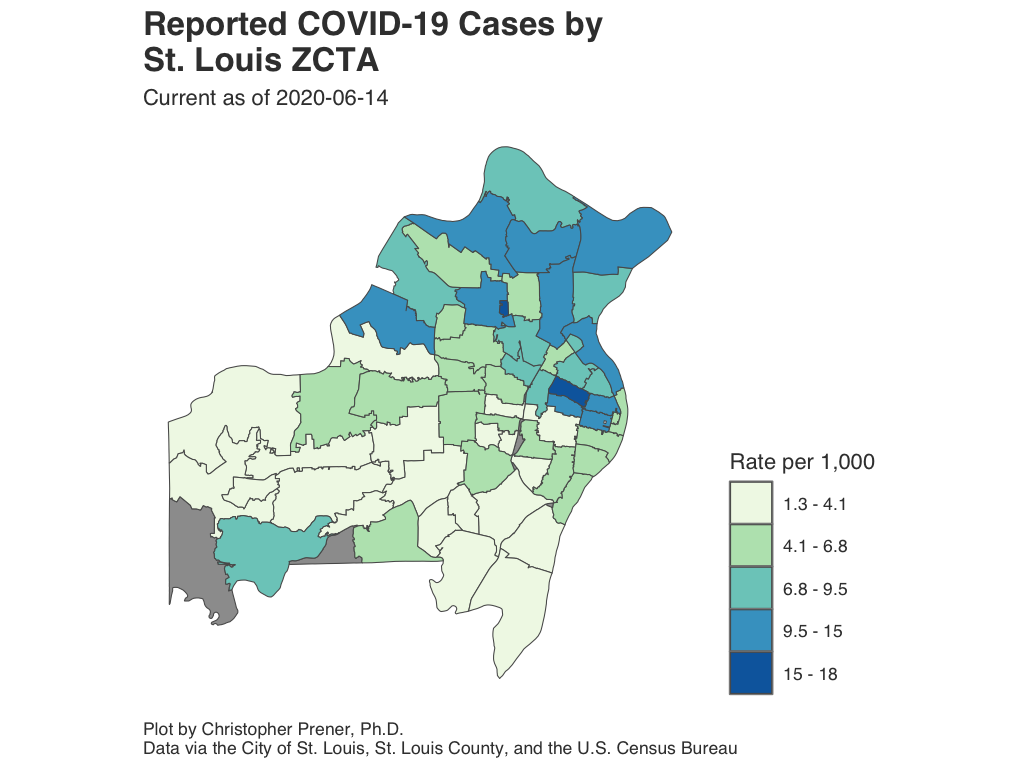 Reported COVID-19 Cases by
St. Louis ZCTA
Current as of 2020-06-14
Rate per 1,000
1.3 - 4.1
4.1 - 6.8
6.8 - 9.5
9.5 - 15
15 - 18
Plot by Christopher Prener, Ph.D.
Data via the City of St. Louis, St. Louis County, and the U.S. Census Bureau